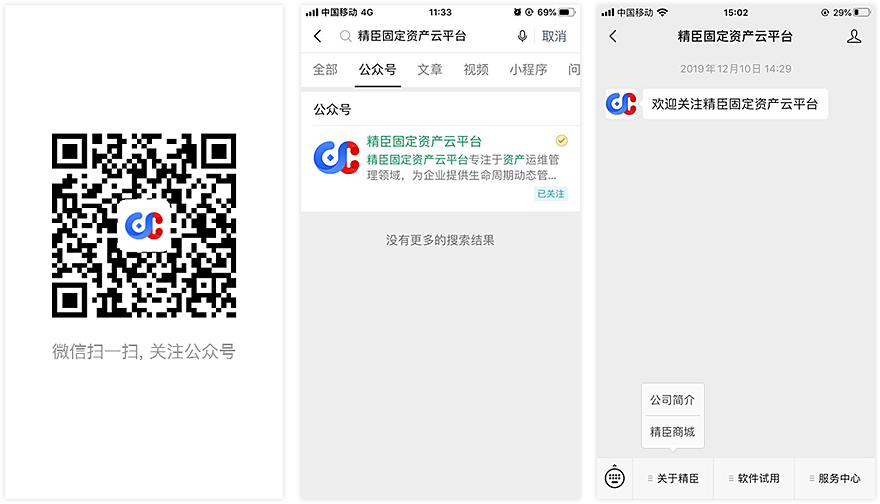 微信扫一扫, 关注公众号
中国移动 4G 11:33 69%
精臣固定资产云平台 取消
全部 公众号 文章 视频 小程序 问
公众号
精臣固定资产云平台
精臣固定资产云平台专注于资产运维管
理领域，为企业提供生命周期动态管...
已关注
没有更多的搜索结果
中国移动 15:02 29%
精臣固定资产云平台
2019年12月10日 14:29
欢迎关注精臣固定资产云平台
公司简介
精臣商城
关于精臣 软件试用 服务中心